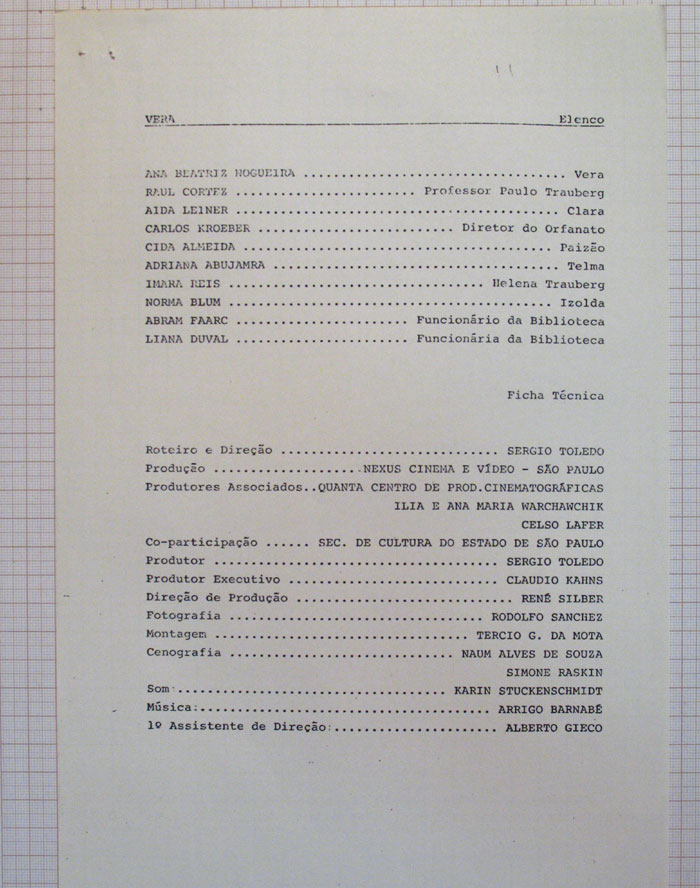 VERA Elenco
ANA BEATRIZ NOGUEIRA ................................... Vera
RAUL CORTEZ ........................ Professor Paulo Trauberg
AIDA LEINER ........................................... Clara
CARLOS KROEBER .......................... Diretor do Orfanato
CIDA ALMEIDA ......................................... Paizão
ADRIANA ABUJAMRA ...................................... Telma
IMARA REIS .................................. Helena Trauberg
NORMA BLUM ........................................... Izolda
ABRAM FAARC ....................... Funcionário da Biblioteca
LIANA DUVAL ....................... Funcionária da Biblioteca
Ficha Técnica
Roteiro e Direção ............................. SERGIO TOLEDO
Produção ................... NEXUS CINEMA E VÍDEO - SÃO PAULO
Produtores Associados..QUANTA CENTRO DE PROD.CINEMATOGRÁFICAS
ILIA E ANA MARIA WARCHAWCHIK
CELSO LAFER
Co-participação ...... SEC. DE CULTURA DO ESTADO DE SÃO PAULO
Produtor ...................................... SERGIO TOLEDO
Produtor Executivo ............................ CLAUDIO KAHNS
Direção de Produção ............................. RENÉ SILBER
Fotografia .................................. RODOLFO SANCHEZ
Montagem .................................. TERCIO G. DA MOTA
Cenografia .............................. NAUM ALVES DE SOUZA
SIMONE RASKIN
Som .................................... KARIN STUCKENSCHMIDT
Música:....................................... ARRIGO BARNABÉ
1º Assistente de Direção:...................... ALBERTO GIECO